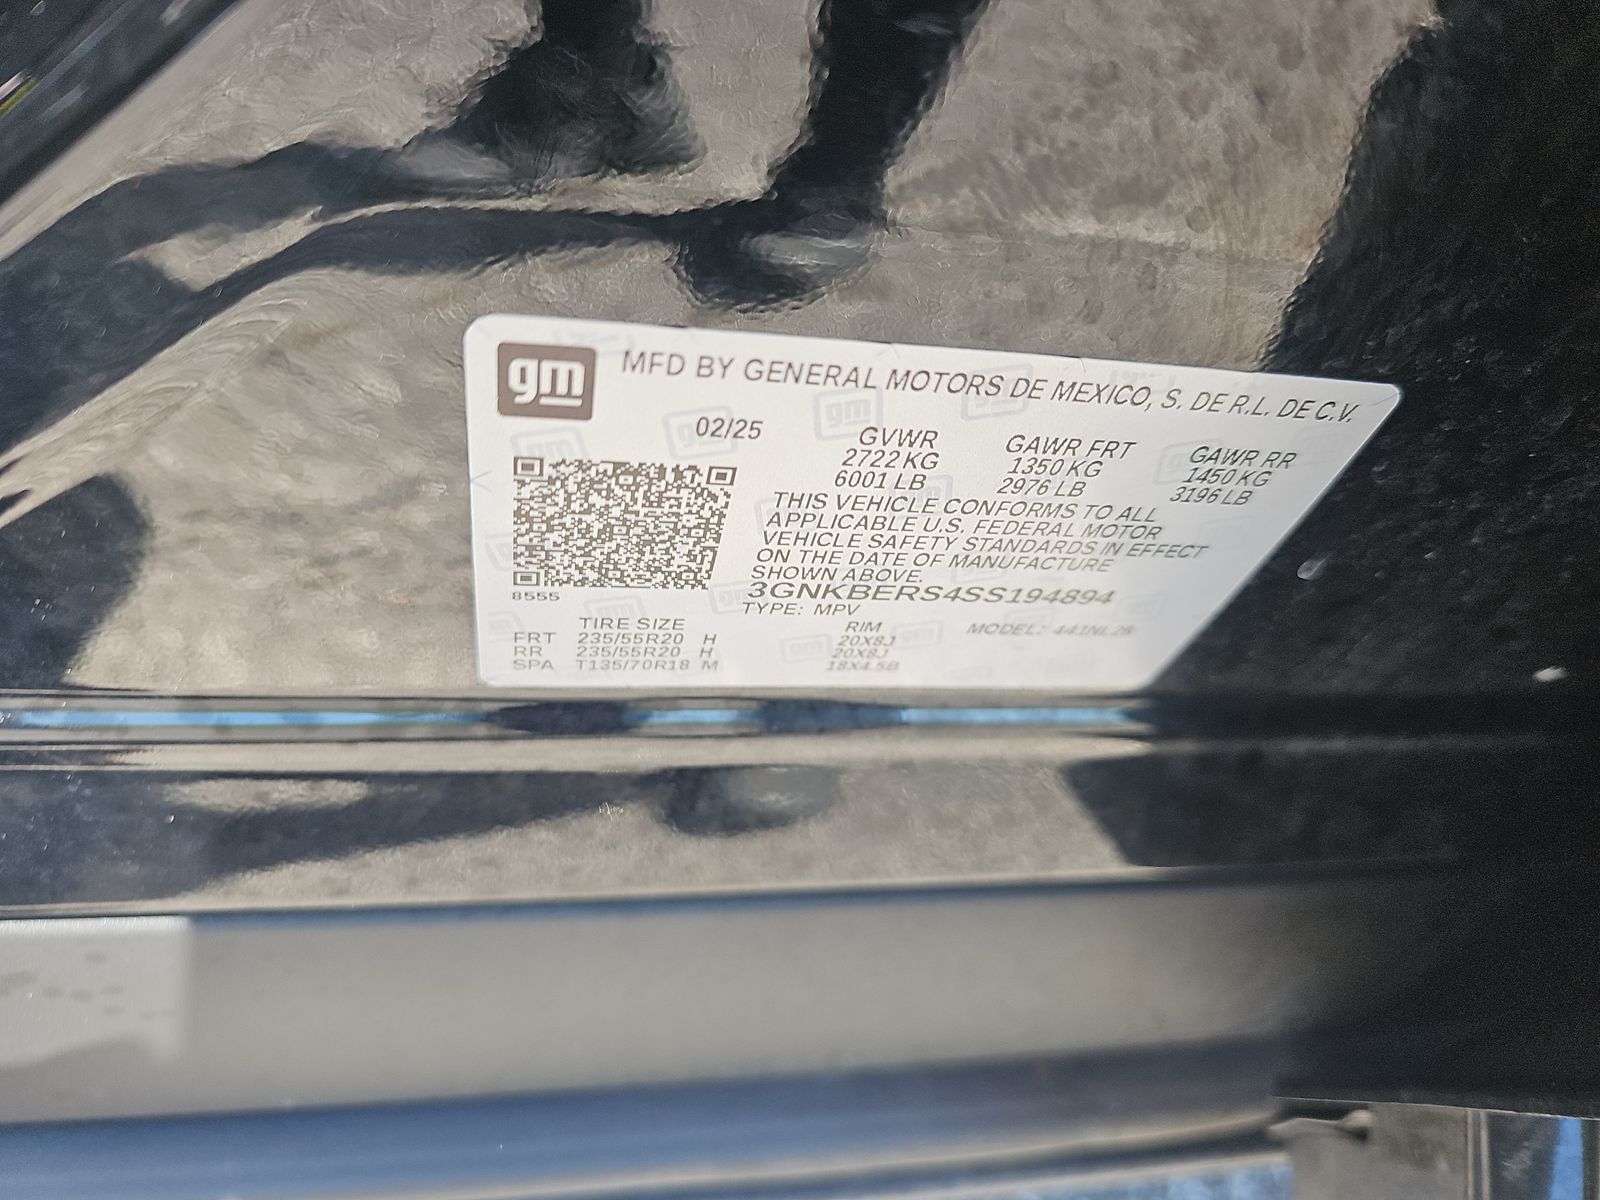 gm MFD BY GENERAL MOTORS DE MEXICO, S. DE R.L. DE C.V.
02/25 GVWR GAWR FRT GAWR RR
2722 KG 1350 KG 1450 KG
6001 LB 2976 LB 3196 LB
THIS VEHICLE CONFORMS TO ALL
APPLICABLE U.S. FEDERAL MOTOR
VEHICLE SAFETY STANDARDS IN EFFECT
ON THE DATE OF MANUFACTURE
SHOWN ABOVE.
8555 3GNKBERS4SS194894
TYPE: MPV
TIRE SIZE RIM MODEL:
FRT 235/55R20 H 20X8J
RR 235/55R20 H 20X8J
SPA T135/70R18 M 18X4.5B